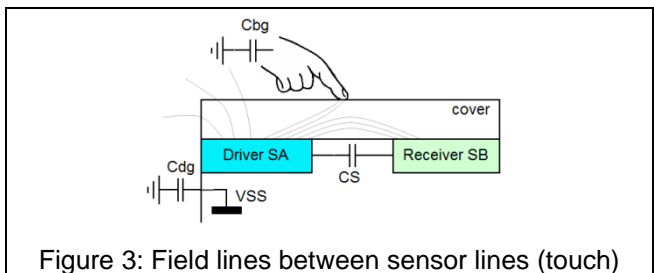 Cbg
cover
Driver SA
Receiver SB
CS
Cdg
VSS
Figure 3: Field lines between sensor lines (touch)